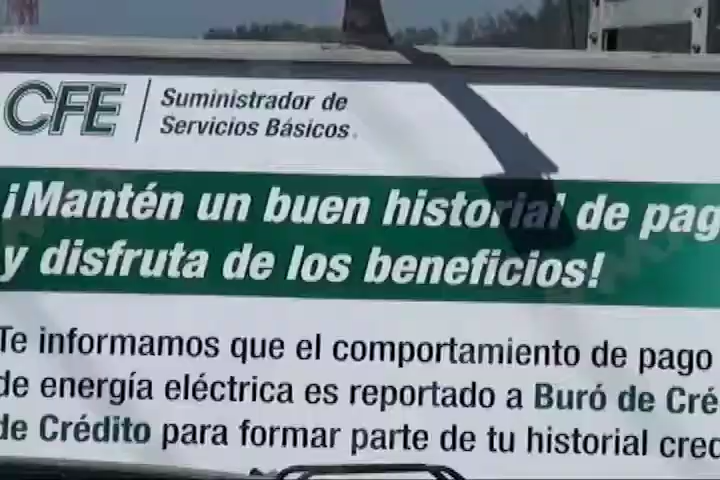 CFE
Suministrador de
Servicios Básicos
¡Mantén un buen historial de pag
y disfruta de los beneficios!
Te informamos que el comportamiento de pago
de energía eléctrica es reportado a Buró de Cré
de Crédito para formar parte de tu historial cred